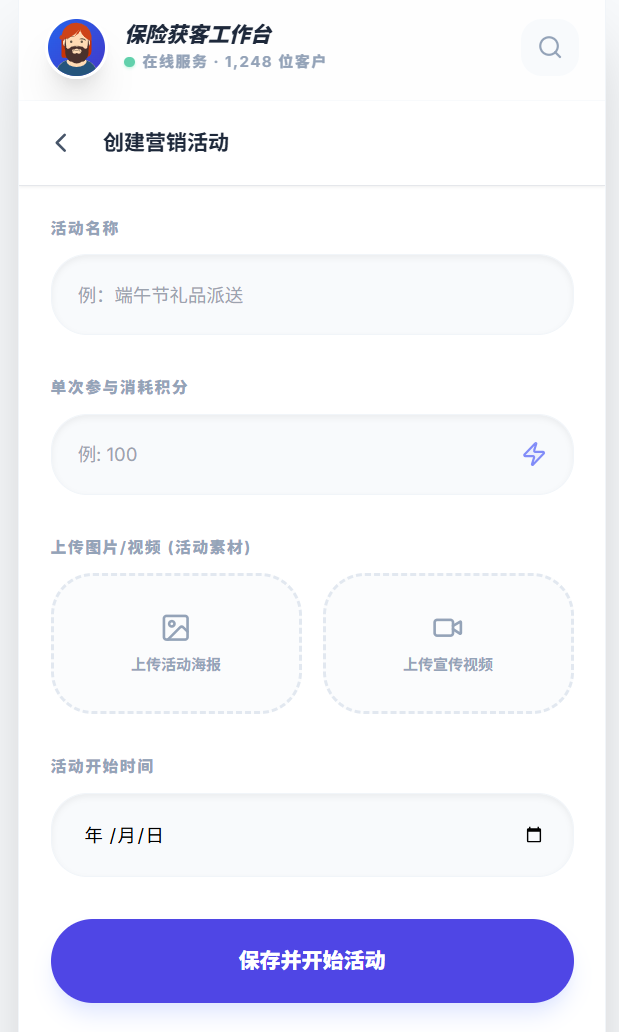 保险获客工作台
在线服务 · 1,248 位客户
创建营销活动
活动名称
例：端午节礼品派送
单次参与消耗积分
例: 100
上传图片/视频 (活动素材)
上传活动海报
上传宣传视频
活动开始时间
年 /月/日
保存并开始活动